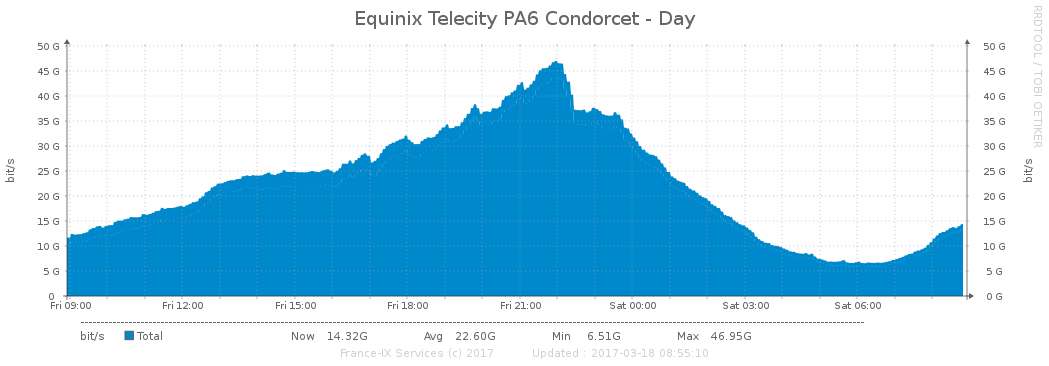 Equinix Telecity PA6 Condorcet - Day
RRDTOOL / TOBI OETIKER
50 G 50 G
45 G 45 G
40 G 40 G
35 G 35 G
30 G 30 G
25 G 25 G
20 G 20 G
15 G 15 G
10 G 10 G
5 G 5 G
0 0 G
bit/s bit/s
Fri 09:00 Fri 12:00 Fri 15:00 Fri 18:00 Fri 21:00 Sat 00:00 Sat 03:00 Sat 06:00
bit/s Total Now 14.32G Avg 22.60G Min 6.51G Max 46.95G
France-IX Services (c) 2017 Updated : 2017-03-18 08:55:10